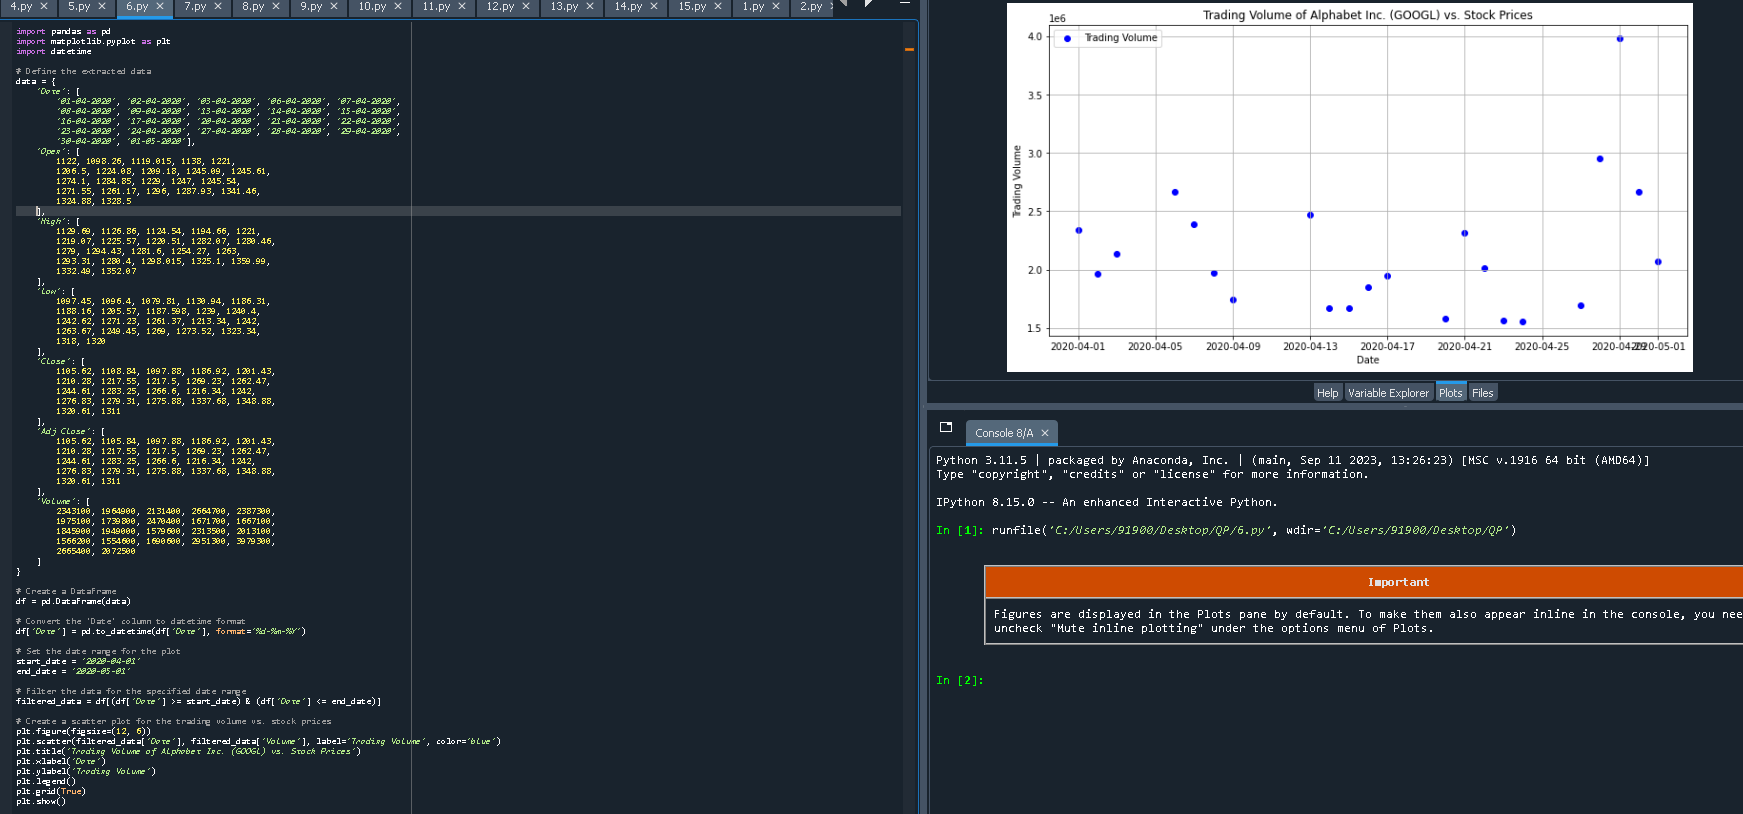 4.py 5.py 6.py 7.py 8.py 9.py 10.py 11.py 12.py 13.py 14.py 15.py 1.py 2.py
import pandas as pd
import matplotlib.pyplot as plt
import datetime
# Define the extracted data
data = {
'Date': [
'01-04-2020', '02-04-2020', '03-04-2020', '06-04-2020', '07-04-2020',
'08-04-2020', '09-04-2020', '13-04-2020', '14-04-2020', '15-04-2020',
'16-04-2020', '17-04-2020', '20-04-2020', '21-04-2020', '22-04-2020',
'23-04-2020', '24-04-2020', '27-04-2020', '28-04-2020', '29-04-2020',
'30-04-2020', '01-05-2020'],
'Open': [
1122, 1098.26, 1119.015, 1138, 1221,
1206.5, 1224.08, 1209.18, 1245.09, 1245.61,
1274.1, 1284.85, 1229, 1247, 1245.54,
1271.55, 1261.17, 1296, 1287.93, 1341.46,
1324.88, 1328.5
],
'High': [
1129.69, 1126.86, 1124.54, 1194.66, 1221,
1219.07, 1225.57, 1220.51, 1282.07, 1280.46,
1279, 1294.43, 1281.6, 1254.27, 1263,
1293.31, 1280.4, 1298.015, 1325.1, 1359.99,
1332.49, 1352.07
],
'Low': [
1097.45, 1096.4, 1079.81, 1130.94, 1186.31,
1188.16, 1205.57, 1187.598, 1239, 1240.4,
1242.62, 1271.23, 1261.37, 1213.34, 1242,
1263.67, 1249.45, 1269, 1273.52, 1323.34,
1318, 1320
],
'Close': [
1105.62, 1108.84, 1097.88, 1186.92, 1201.43,
1210.28, 1217.55, 1217.5, 1269.23, 1262.47,
1244.61, 1283.25, 1266.6, 1216.34, 1242,
1276.83, 1279.31, 1275.88, 1337.68, 1348.88,
1320.61, 1311
],
'Adj Close': [
1105.62, 1105.84, 1097.88, 1186.92, 1201.43,
1210.28, 1217.55, 1217.5, 1269.23, 1262.47,
1244.61, 1283.25, 1266.6, 1216.34, 1242,
1276.83, 1279.31, 1275.88, 1337.68, 1348.88,
1320.61, 1311
],
'Volume': [
2343100, 1964900, 2131400, 2664700, 2387300,
1975100, 1739800, 2470400, 1671700, 1667100,
1845900, 1949000, 1579600, 2313500, 2013100,
1566200, 1554600, 1690600, 2951300, 3979300,
2665400, 2072500
]
}
# Create a DataFrame
df = pd.DataFrame(data)
# Convert the 'Date' column to datetime format
df['Date'] = pd.to_datetime(df['Date'], format='%d-%m-%Y')
# Set the date range for the plot
start_date = '2020-04-01'
end_date = '2020-05-01'
# Filter the data for the specified date range
filtered_data = df[(df['Date'] >= start_date) & (df['Date'] <= end_date)]
# Create a scatter plot for the trading volume vs. stock prices
plt.figure(figsize=(12, 6))
plt.scatter(filtered_data['Date'], filtered_data['Volume'], label='Trading Volume', color='blue')
plt.title('Trading Volume of Alphabet Inc. (GOOGL) vs. Stock Prices')
plt.xlabel('Date')
plt.ylabel('Trading Volume')
plt.legend()
plt.grid(True)
plt.show()
Trading Volume of Alphabet Inc. (GOOGL) vs. Stock Prices
1e6
Trading Volume
4.0
3.5
3.0
2.5
2.0
1.5
Trading Volume
2020-04-01 2020-04-05 2020-04-09 2020-04-13 2020-04-17 2020-04-21 2020-04-25 2020-04-29 2020-05-01
Date
Help Variable Explorer Plots Files
Console 8/A
Python 3.11.5 | packaged by Anaconda, Inc. | (main, Sep 11 2023, 13:26:23) [MSC v.1916 64 bit (AMD64)]
Type "copyright", "credits" or "license" for more information.
IPython 8.15.0 -- An enhanced Interactive Python.
In [1]: runfile('C:/Users/91900/Desktop/QP/6.py', wdir='C:/Users/91900/Desktop/QP')
Important
Figures are displayed in the Plots pane by default. To make them also appear inline in the console, you nee
uncheck "Mute inline plotting" under the options menu of Plots.
In [2]: